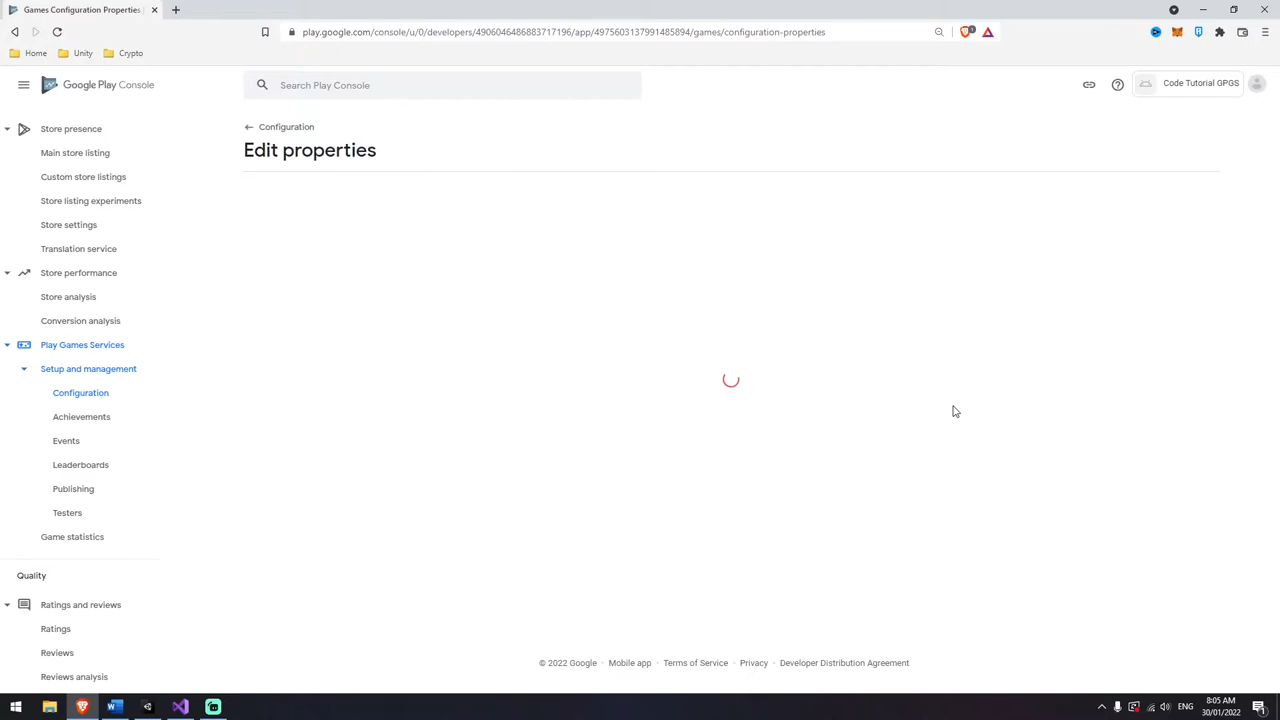 Games Configuration Properties |
play.google.com/console/u/0/developers/4906046486883717196/app/4975603137991485894/games/configuration-properties
Home
Unity
Crypto
Google Play Console
Search Play Console
Code Tutorial GPGS
Store presence
Main store listing
Custom store listings
Store listing experiments
Store settings
Translation service
Store performance
Store analysis
Conversion analysis
Play Games Services
Setup and management
Configuration
Achievements
Events
Leaderboards
Publishing
Testers
Game statistics
Quality
Ratings and reviews
Ratings
Reviews
Reviews analysis
← Configuration
Edit properties
© 2022 Google · Mobile app · Terms of Service · Privacy · Developer Distribution Agreement
ENG
8:05 AM
30/01/2022